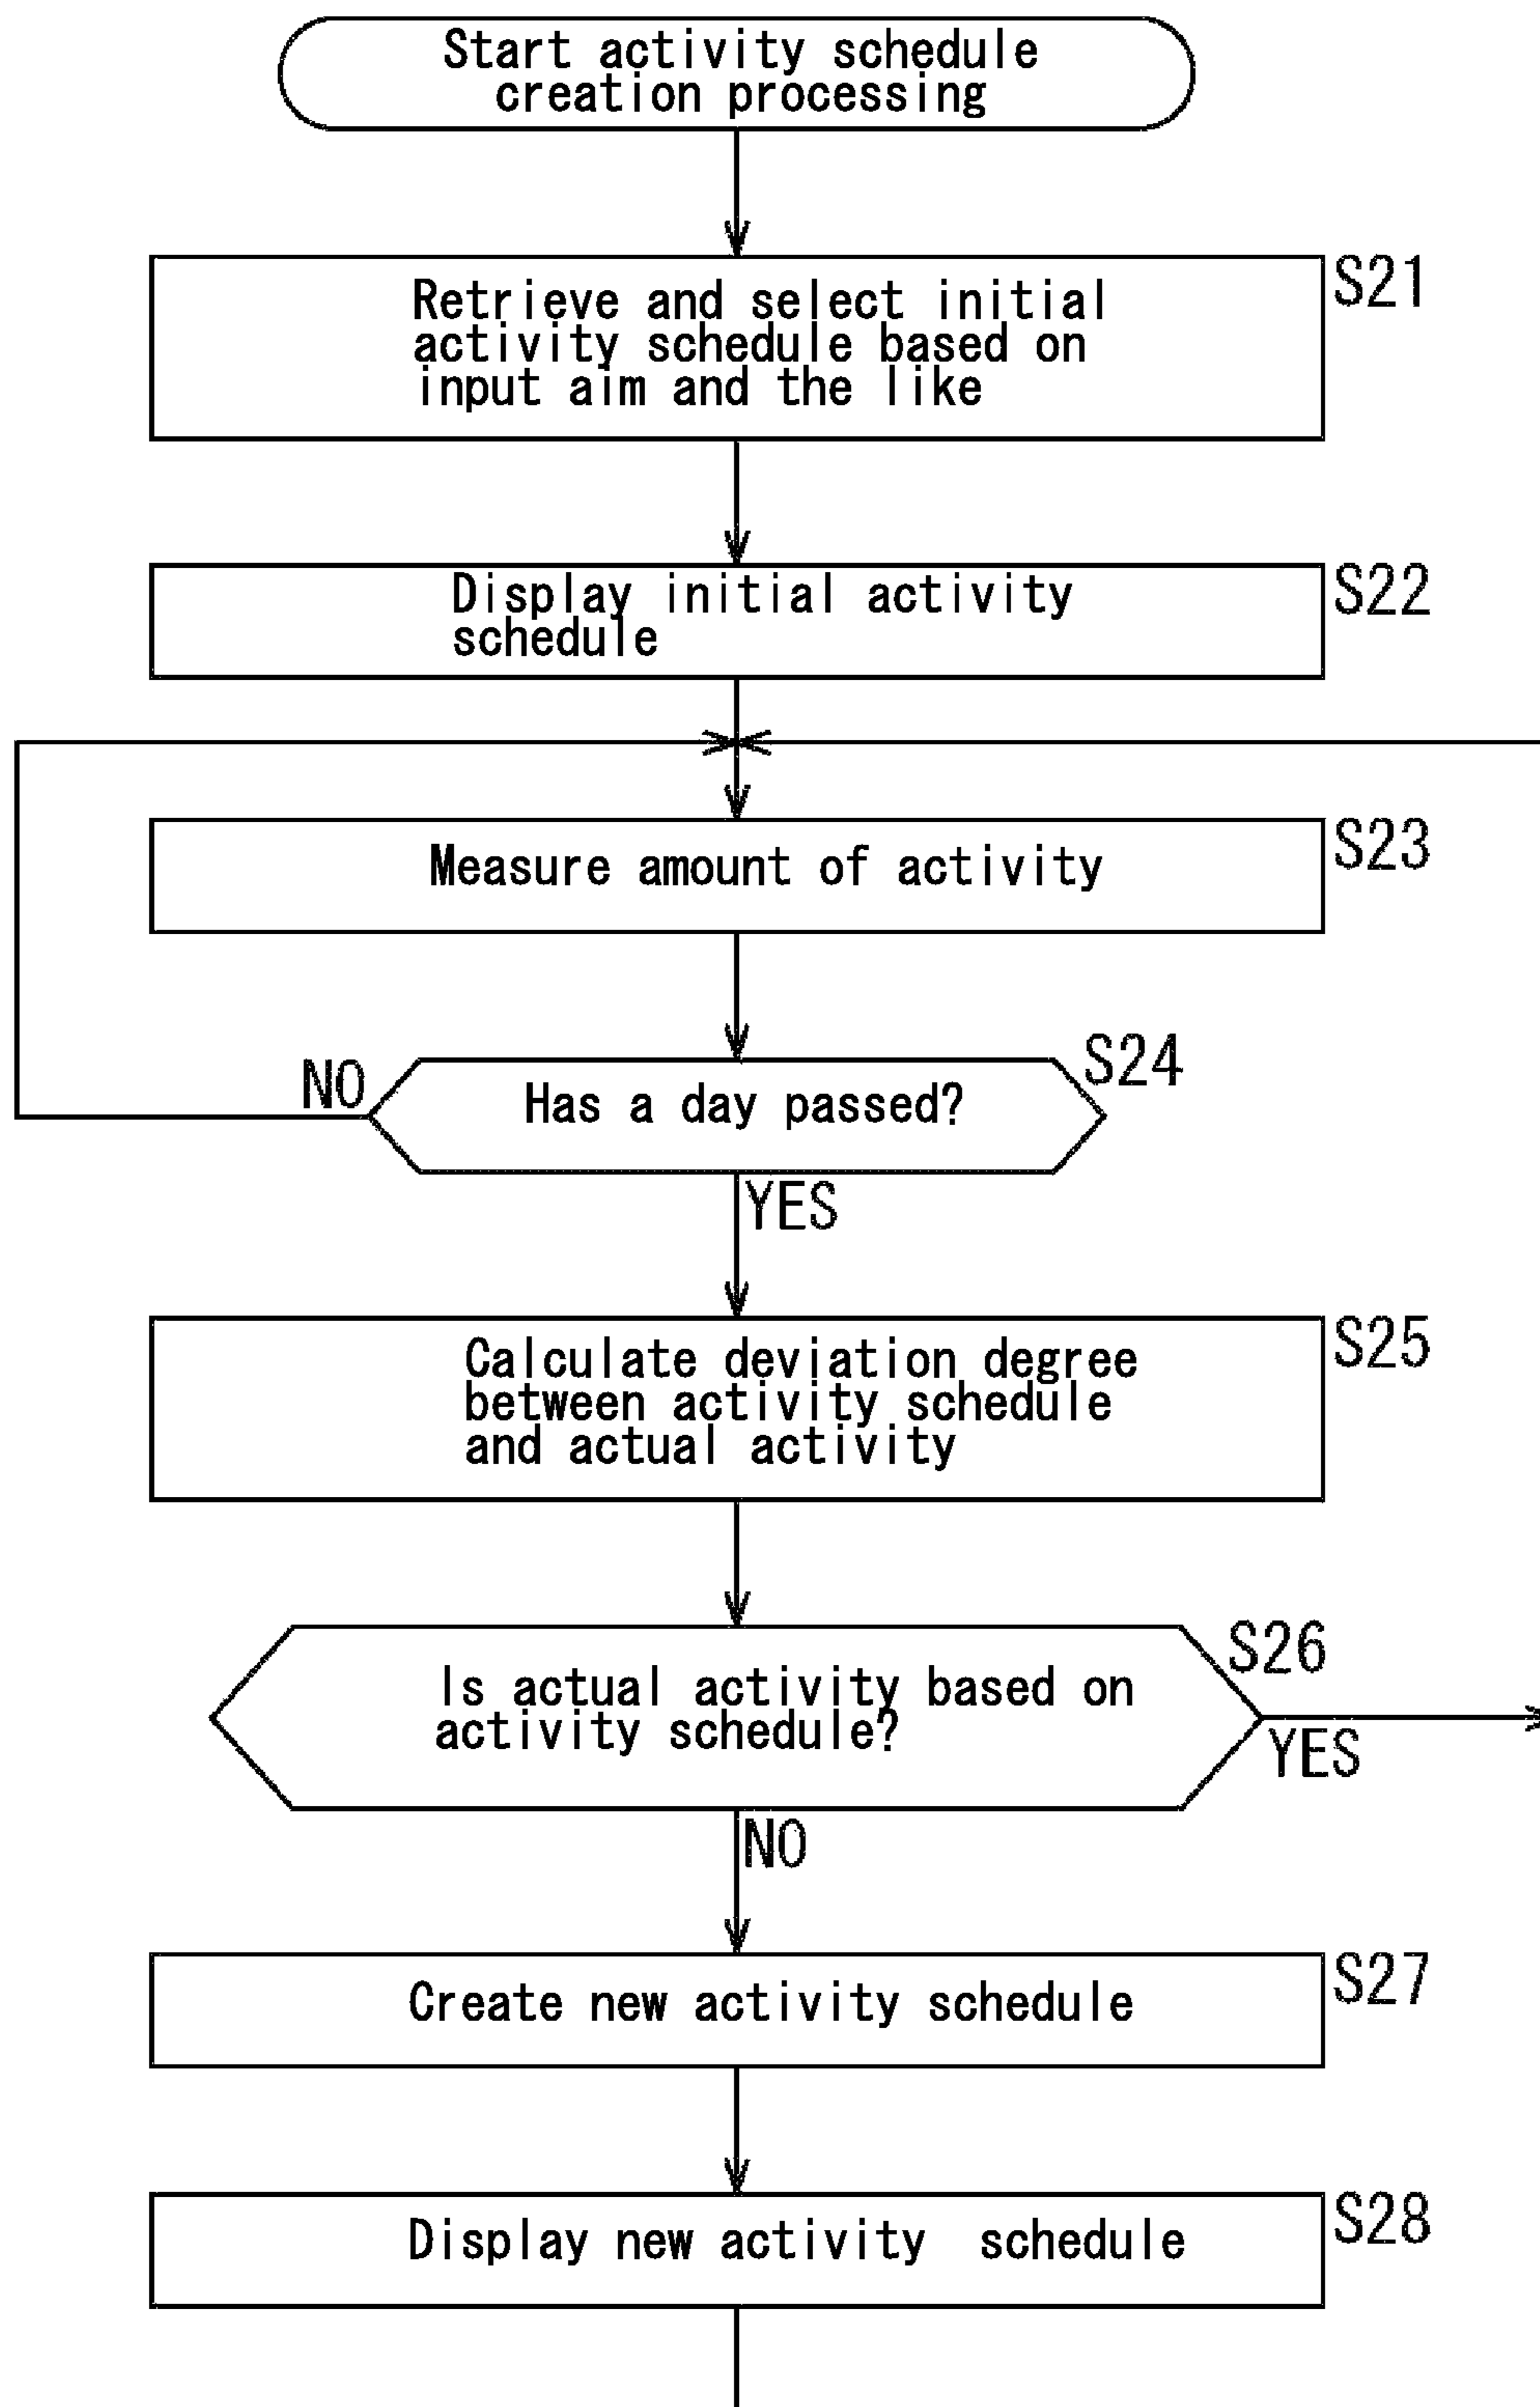 Start activity schedule
creation processing
S21
Retrieve and select initial
activity schedule based on
input aim and the like
S22
Display initial activity
schedule
S23
Measure amount of activity
S24
NO
Has a day passed?
YES
S25
Calculate deviation degree
between activity schedule
and actual activity
S26
Is actual activity based on
activity schedule?
YES
NO
S27
Create new activity schedule
S28
Display new activity schedule